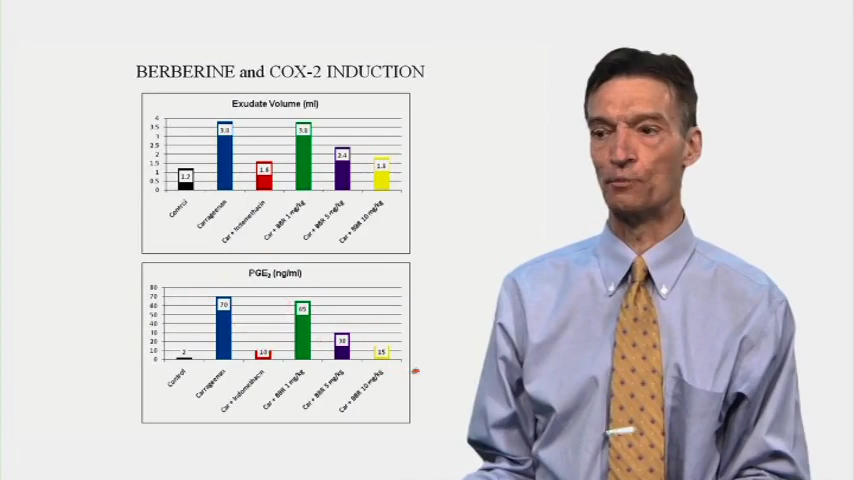 BERBERINE and COX-2 INDUCTION
Exudate Volume (ml)
4
3.5
3
2.5
2
1.5
1
0.5
0
1.2
3.8
1.6
3.8
2.4
1.8
Control
Carrageenan
Car + Indomethacin
Car + BBR 1 mg/kg
Car + BBR 5 mg/kg
Car + BBR 10 mg/kg
PGE₂ (ng/ml)
80
70
60
50
40
30
20
10
0
2
70
10
65
30
15
Control
Carrageenan
Car + Indomethacin
Car + BBR 1 mg/kg
Car + BBR 5 mg/kg
Car + BBR 10 mg/kg